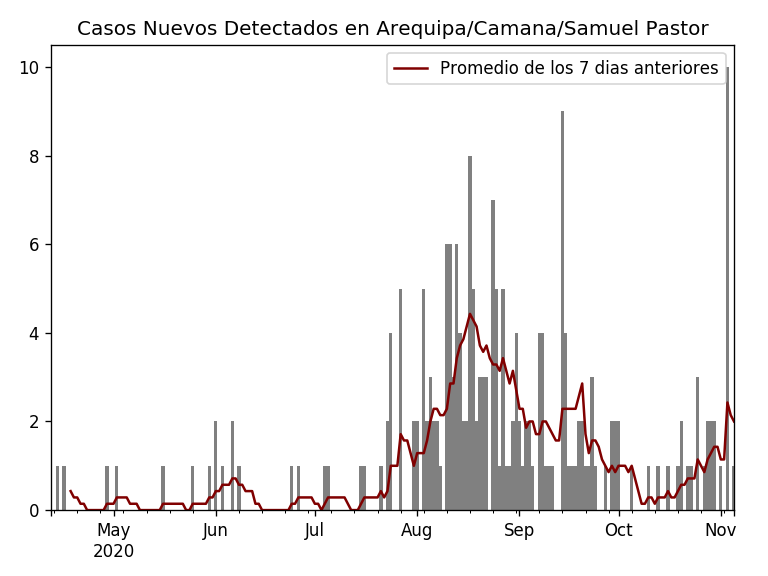 Casos Nuevos Detectados en Arequipa/Camana/Samuel Pastor
Promedio de los 7 dias anteriores
10
8
6
4
2
0
May Jun Jul Aug Sep Oct Nov
2020